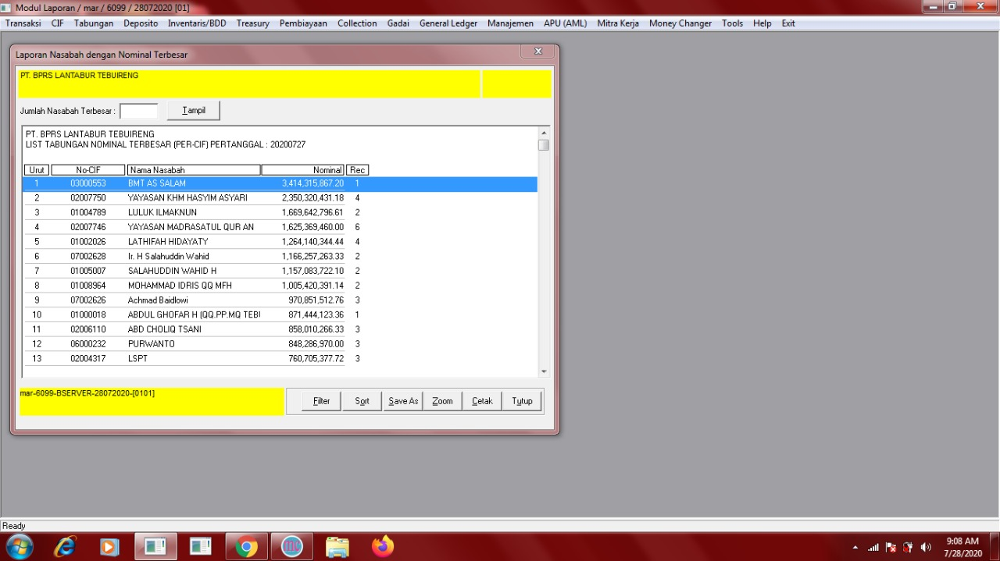 Modul Laporan / mar / 6099 / 28072020 [01]
Transaksi CIF Tabungan Deposito Inventaris/BDD Treasury Pembiayaan Collection Gadai General Ledger Manajemen APU (AML) Mitra Kerja Money Changer Tools Help Exit
Laporan Nasabah dengan Nominal Terbesar
PT. BPRS LANTABUR TEBUIRENG
Jumlah Nasabah Terbesar : Tampil
PT. BPRS LANTABUR TEBUIRENG
LIST TABUNGAN NOMINAL TERBESAR (PER-CIF) PERTANGGAL : 20200727
Urut No-CIF Nama Nasabah Nominal Rec
1 03000553 BMT AS SALAM 3,414,315,867.20 1
2 02007750 YAYASAN KHM HASYIM ASYARI 2,350,320,431.18 4
3 01004789 LULUK ILMAKNUN 1,669,642,796.61 2
4 02007746 YAYASAN MADRASATUL QUR AN 1,625,369,460.00 6
5 01002026 LATHIFAH HIDAYATY 1,264,140,344.44 4
6 07002628 Ir. H Salahuddin Wahid 1,166,257,263.33 2
7 01005007 SALAHUDDIN WAHID H 1,157,083,722.10 2
8 01008964 MOHAMMAD IDRIS QQ MFH 1,005,420,391.14 2
9 07002626 Achmad Baidlowi 970,851,512.76 3
10 01000018 ABDUL GHOFAR H (QQ.PP.MQ TEBI 871,444,123.36 1
11 02006110 ABD CHOLIQ TSANI 858,010,266.33 3
12 06000232 PURWANTO 848,286,970.00 3
13 02004317 LSPT 760,705,377.72 3
mar-6099-BSERVER-28072020-[0101]
Filter Sort Save As Zoom Cetak Tutup
Ready
9:08 AM
7/28/2020